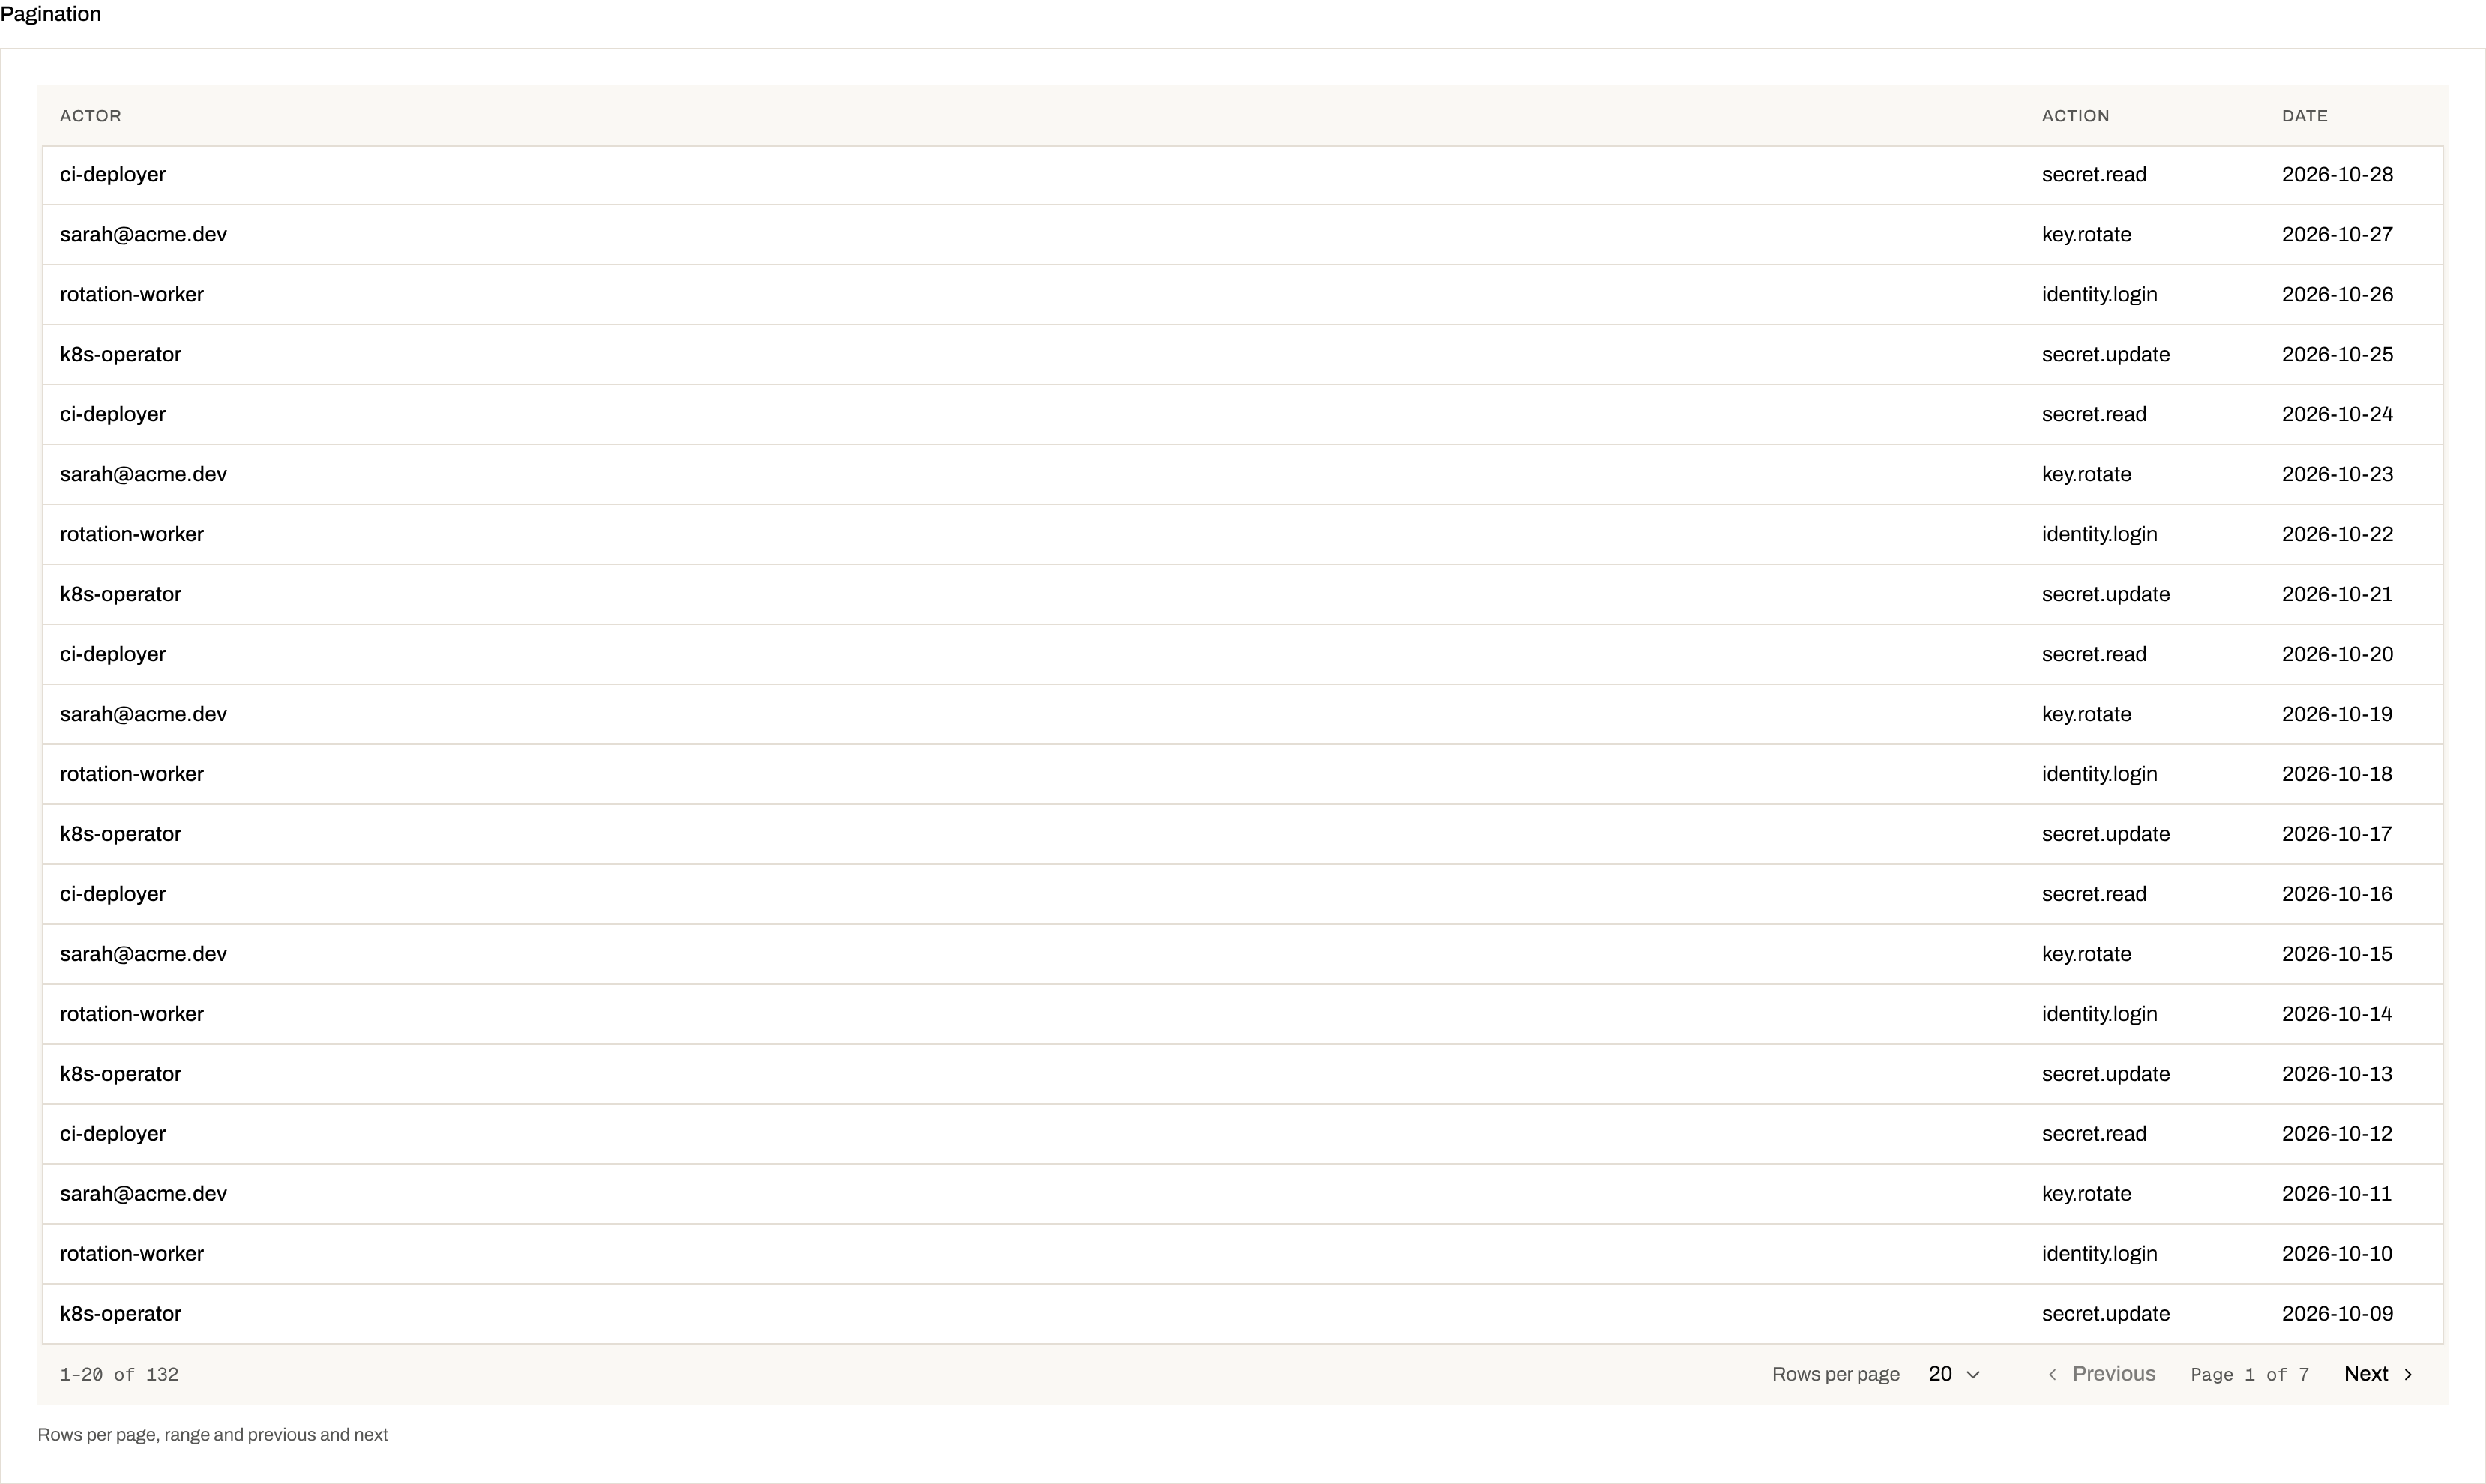 Pagination
ACTOR ACTION DATE
ci-deployer secret.read 2026-10-28
sarah@acme.dev key.rotate 2026-10-27
rotation-worker identity.login 2026-10-26
k8s-operator secret.update 2026-10-25
ci-deployer secret.read 2026-10-24
sarah@acme.dev key.rotate 2026-10-23
rotation-worker identity.login 2026-10-22
k8s-operator secret.update 2026-10-21
ci-deployer secret.read 2026-10-20
sarah@acme.dev key.rotate 2026-10-19
rotation-worker identity.login 2026-10-18
k8s-operator secret.update 2026-10-17
ci-deployer secret.read 2026-10-16
sarah@acme.dev key.rotate 2026-10-15
rotation-worker identity.login 2026-10-14
k8s-operator secret.update 2026-10-13
ci-deployer secret.read 2026-10-12
sarah@acme.dev key.rotate 2026-10-11
rotation-worker identity.login 2026-10-10
k8s-operator secret.update 2026-10-09
1–20 of 132 Rows per page 20 Previous Page 1 of 7 Next
Rows per page, range and previous and next